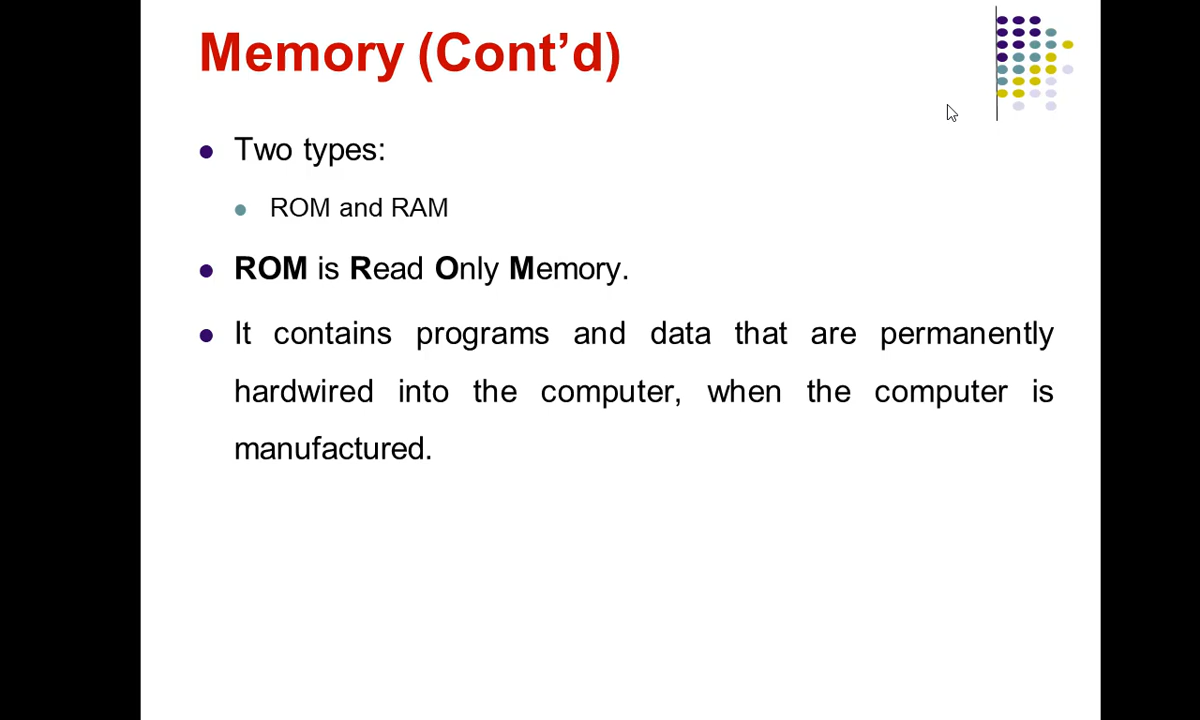 Memory (Cont’d)
Two types:
ROM and RAM
ROM is Read Only Memory.
It contains programs and data that are permanently
hardwired into the computer, when the computer is
manufactured.